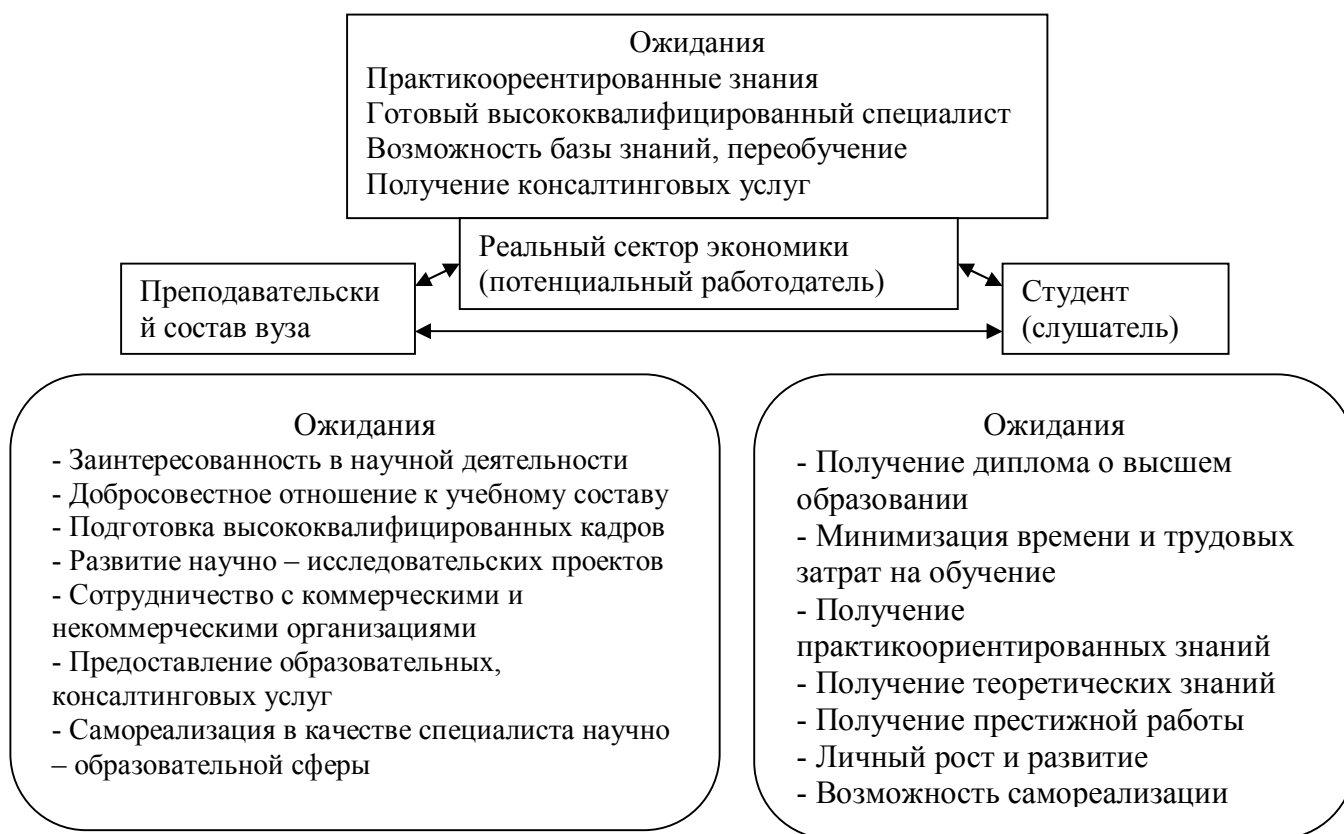 Ожидания
Практикоореентированные знания
Готовый высококвалифицированный специалист
Возможность базы знаний, переобучение
Получение консалтинговых услуг
Реальный сектор экономики
(потенциальный работодатель)
Преподавательски
й состав вуза
Студент
(слушатель)
Ожидания
- Заинтересованность в научной деятельности
- Добросовестное отношение к учебному составу
- Подготовка высококвалифицированных кадров
- Развитие научно – исследовательских проектов
- Сотрудничество с коммерческими и
некоммерческими организациями
- Предоставление образовательных,
консалтинговых услуг
- Самореализация в качестве специалиста научно
– образовательной сферы
Ожидания
- Получение диплома о высшем
образовании
- Минимизация времени и трудовых
затрат на обучение
- Получение
практикоориентированных знаний
- Получение теоретических знаний
- Получение престижной работы
- Личный рост и развитие
- Возможность самореализации